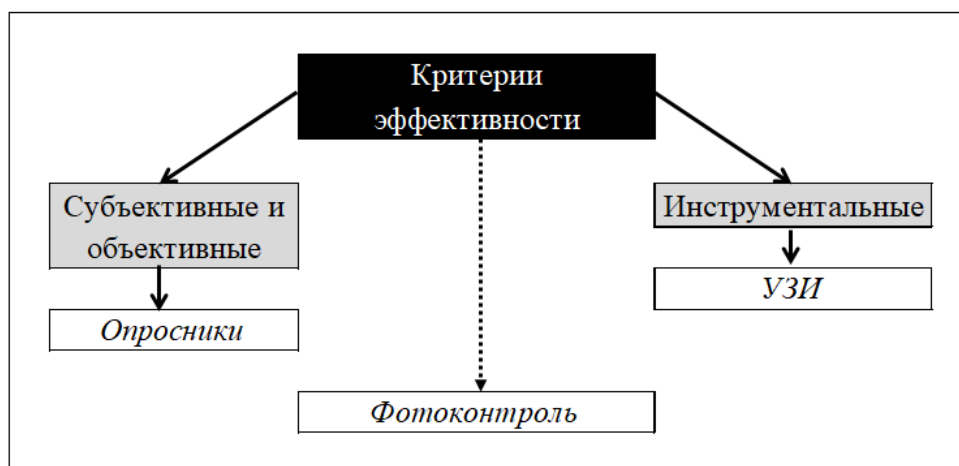 Критерии
эффективности
Субъективные и
объективные
Инструментальные
УЗИ
Опросники
Фотоконтроль